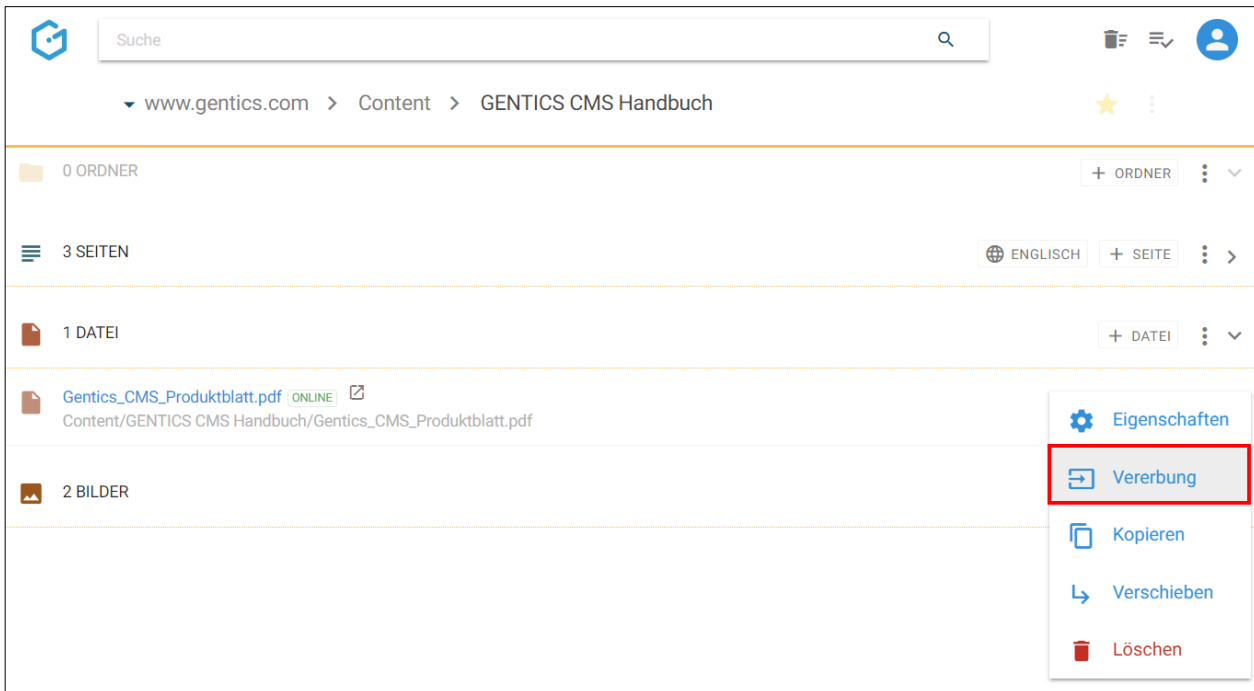 Suche
www.gentics.com > Content > GENTICS CMS Handbuch
0 ORDNER + ORDNER
3 SEITEN ENGLISCH + SEITE
1 DATEI + DATEI
Gentics_CMS_Produktblatt.pdf ONLINE
Content/GENTICS CMS Handbuch/Gentics_CMS_Produktblatt.pdf
2 BILDER
Eigenschaften
Vererbung
Kopieren
Verschieben
Löschen